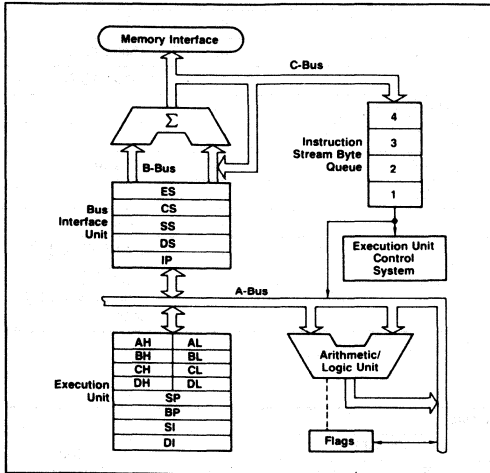 Memory Interface
C-Bus
Σ
B-Bus
4
3
2
1
Instruction
Stream Byte
Queue
Bus
Interface
Unit
ES
CS
SS
DS
IP
Execution Unit
Control
System
A-Bus
AH AL
BH BL
CH CL
DH DL
SP
BP
SI
DI
Execution
Unit
Arithmetic/
Logic Unit
Flags